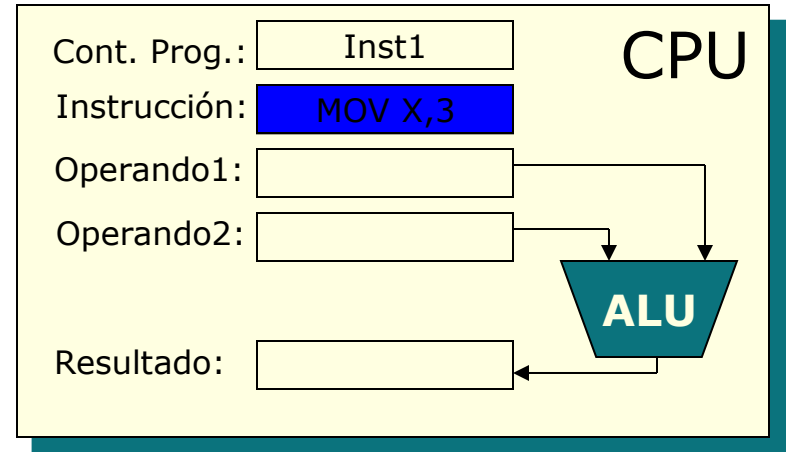 CPU
Cont. Prog.: Inst1
Instrucción: MOV X,3
Operando1:
Operando2:
ALU
Resultado: